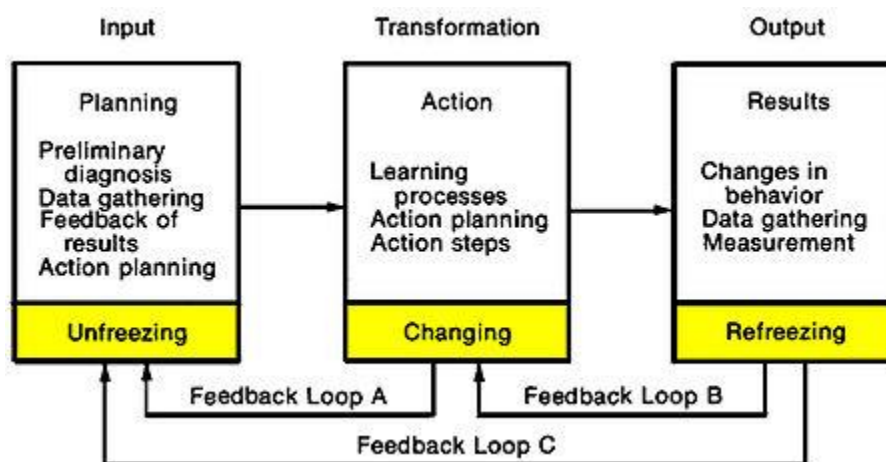 Input
Transformation
Output
Planning
Preliminary
diagnosis
Data gathering
Feedback of
results
Action planning
Unfreezing
Action
Learning
processes
Action planning
Action steps
Changing
Results
Changes in
behavior
Data gathering
Measurement
Refreezing
Feedback Loop A
Feedback Loop B
Feedback Loop C